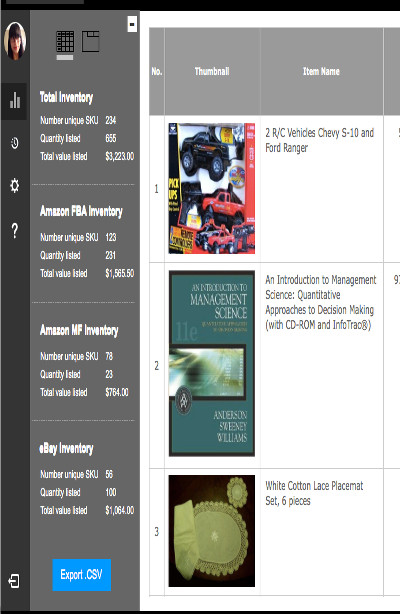 Total Inventory
Number unique SKU 234
Quantity listed 655
Total value listed $3,223.00
Amazon FBA Inventory
Number unique SKU 123
Quantity listed 231
Total value listed $1,565.50
Amazon MF Inventory
Number unique SKU 78
Quantity listed 23
Total value listed $764.00
eBay Inventory
Number unique SKU 56
Quantity listed 100
Total value listed $1,064.00
Export .CSV
No. Thumbnail Item Name
1
PICK
UPS
2 R/C Vehicles Chevy S-10 and
Ford Ranger
2
AN INTRODUCTION TO
MANAGEMENT
SCIENCE
11e
ANDERSON
SWEENEY
WILLIAMS
An Introduction to Management
Science: Quantitative
Approaches to Decision Making
(with CD-ROM and InfoTrac®)
3
White Cotton Lace Placemat
Set, 6 pieces